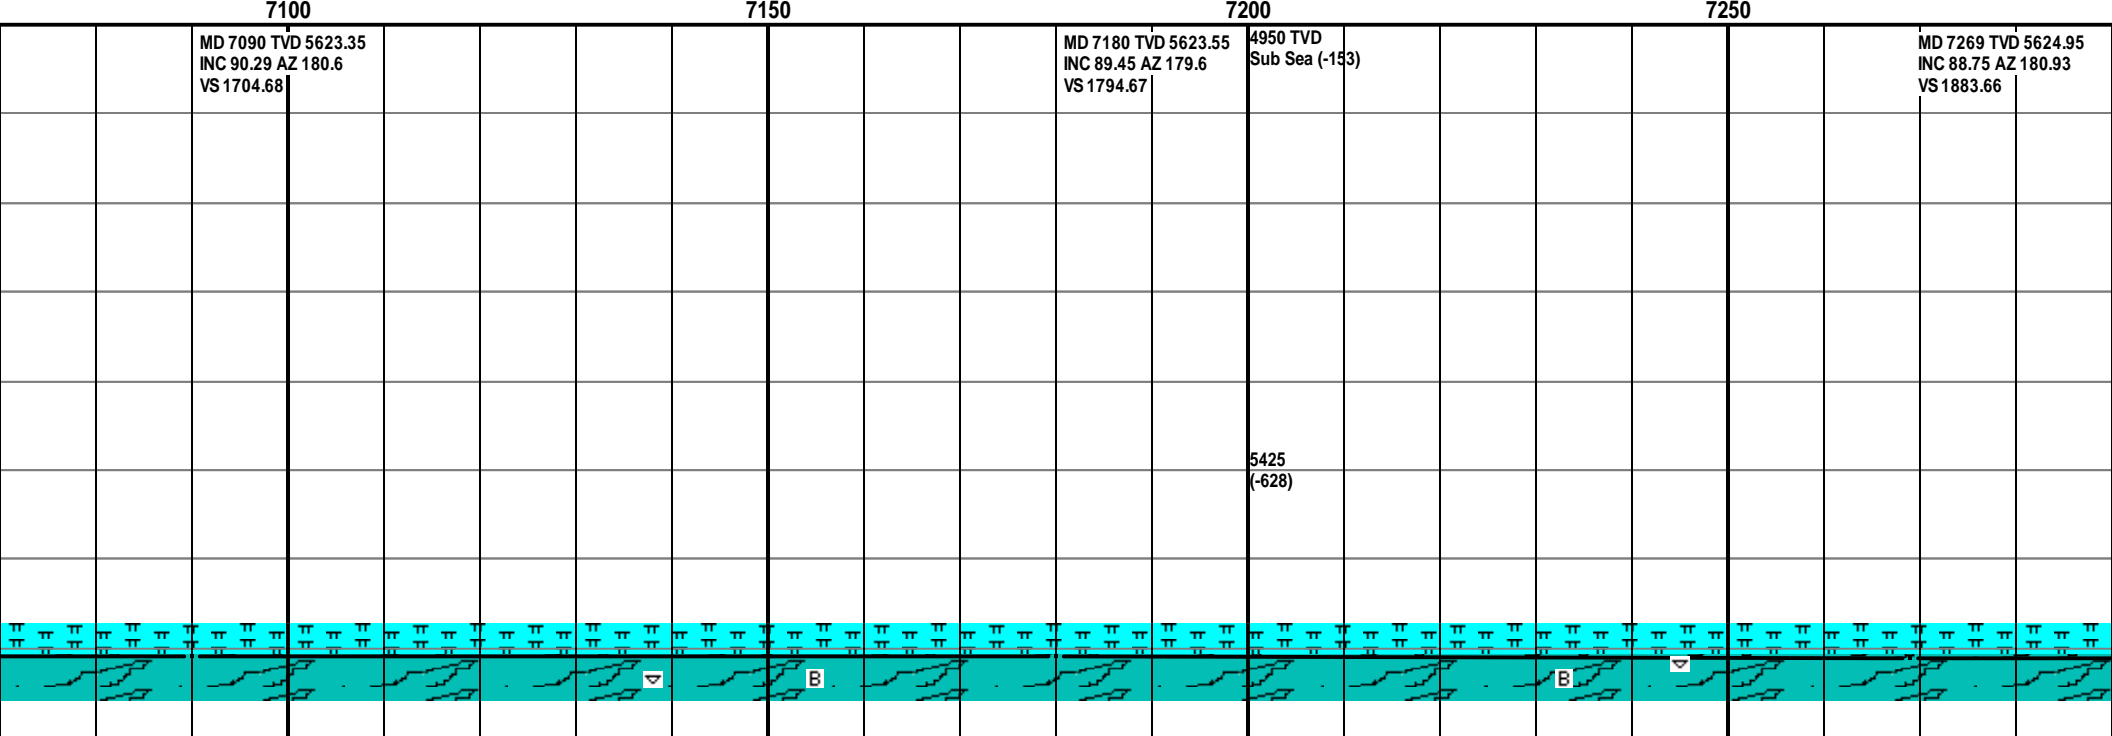 7100 7150 7200 7250
MD 7090 TVD 5623.35
INC 90.29 AZ 180.6
VS 1704.68
MD 7180 TVD 5623.55
INC 89.45 AZ 179.6
VS 1794.67
4950 TVD
Sub Sea (-153)
MD 7269 TVD 5624.95
INC 88.75 AZ 180.93
VS 1883.66
5425
(-628)
B
B